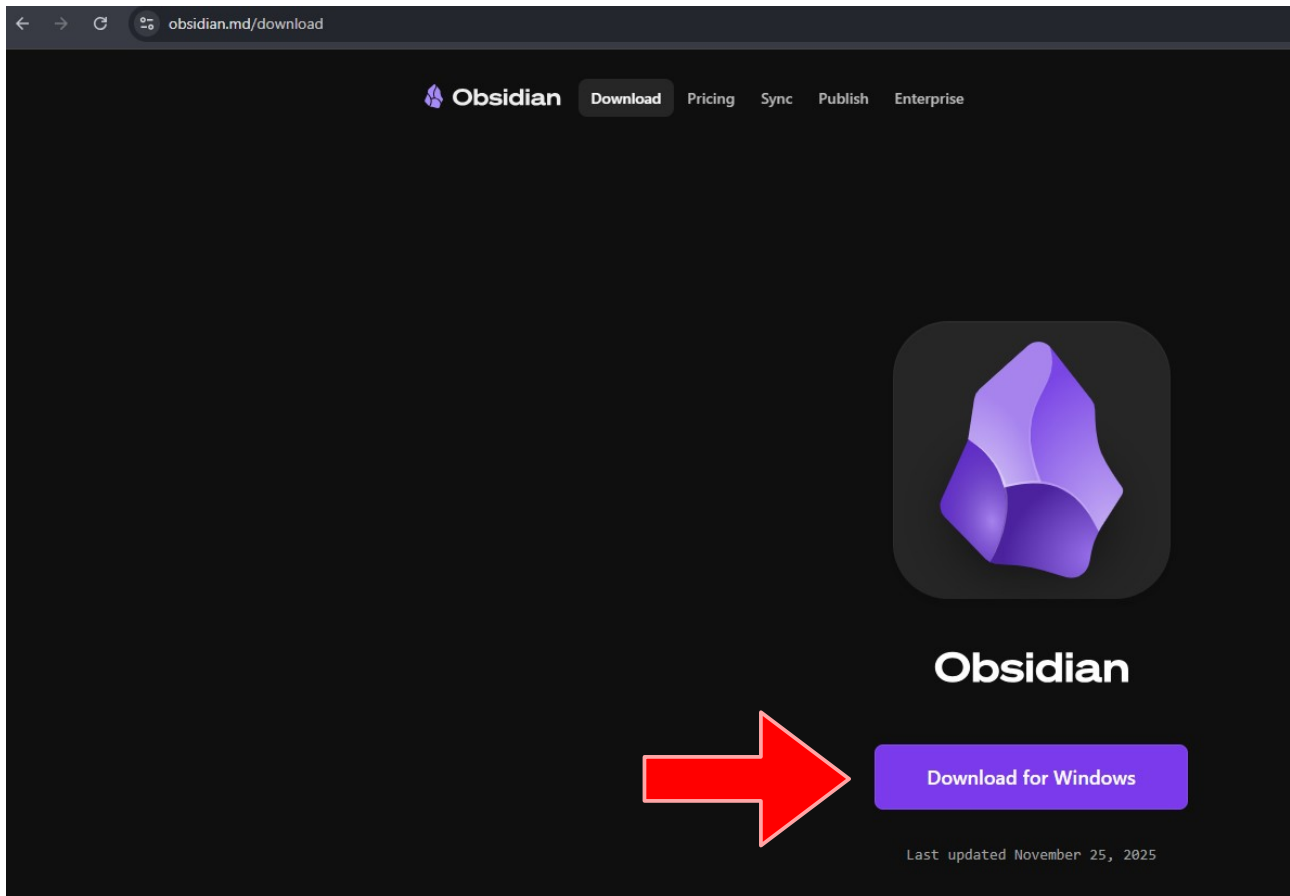 obsidian.md/download
Obsidian Download Pricing Sync Publish Enterprise
Obsidian
Download for Windows
Last updated November 25, 2025